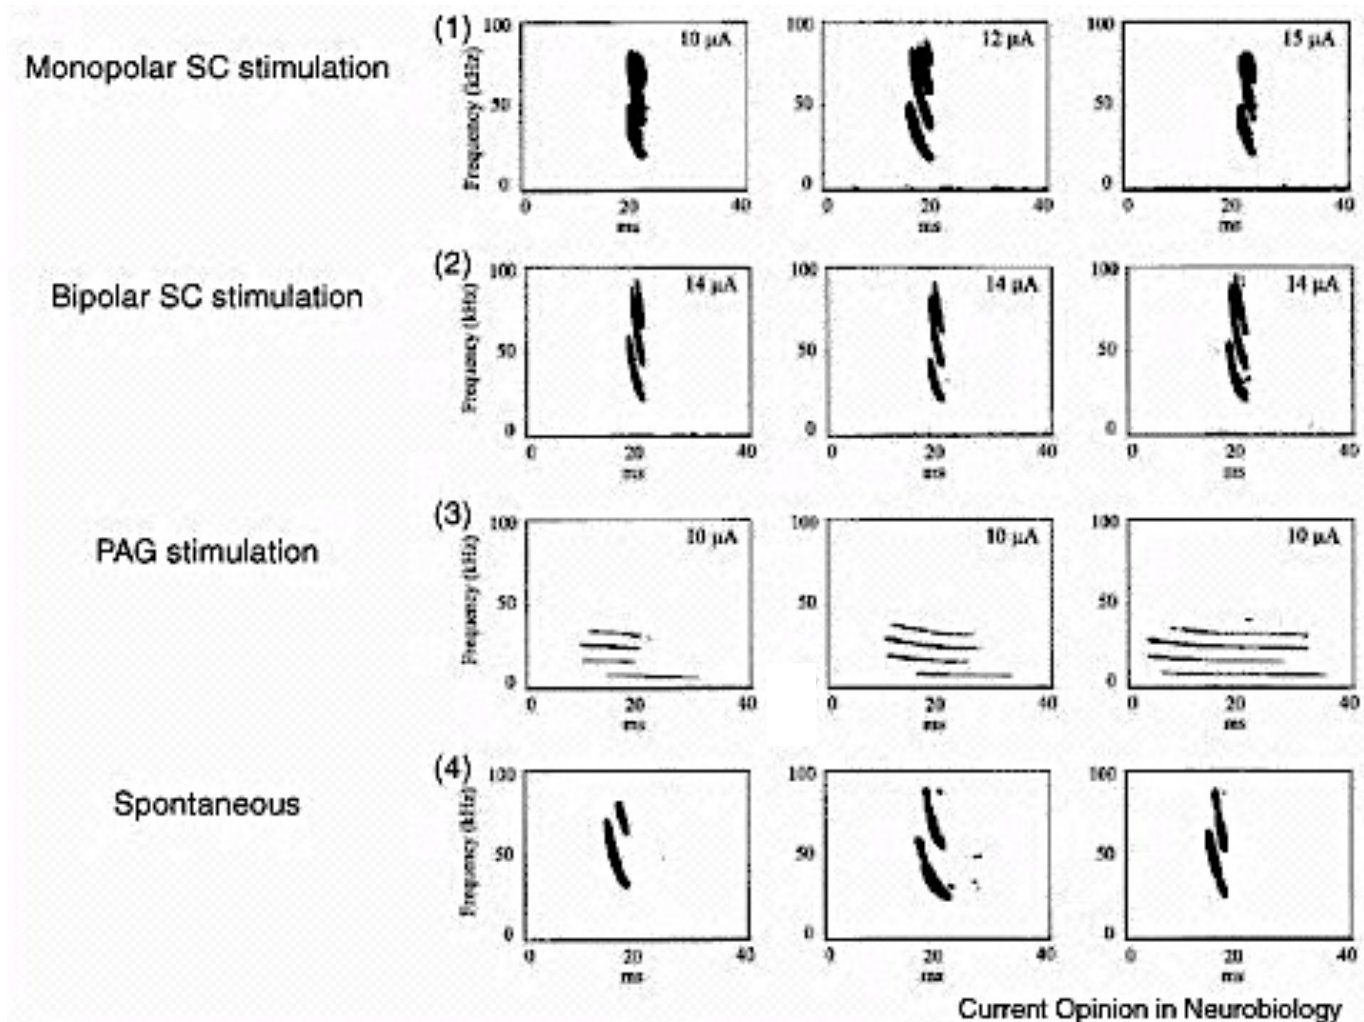 Monopolar SC stimulation
(1)
Frequency (kHz)
100
50
0
10 µA
0 20 40
ms
100
50
0
12 µA
0 20 40
ms
100
50
0
15 µA
0 20 40
ms
Bipolar SC stimulation
(2)
Frequency (kHz)
100
50
0
14 µA
0 20 40
ms
100
50
0
14 µA
0 20 40
ms
100
50
0
14 µA
0 20 40
ms
PAG stimulation
(3)
Frequency (kHz)
100
50
0
10 µA
0 20 40
ms
100
50
0
10 µA
0 20 40
ms
100
50
0
10 µA
0 20 40
ms
Spontaneous
(4)
Frequency (kHz)
100
50
0
0 20 40
ms
100
50
0
0 20 40
ms
100
50
0
0 20 40
ms
Current Opinion in Neurobiology